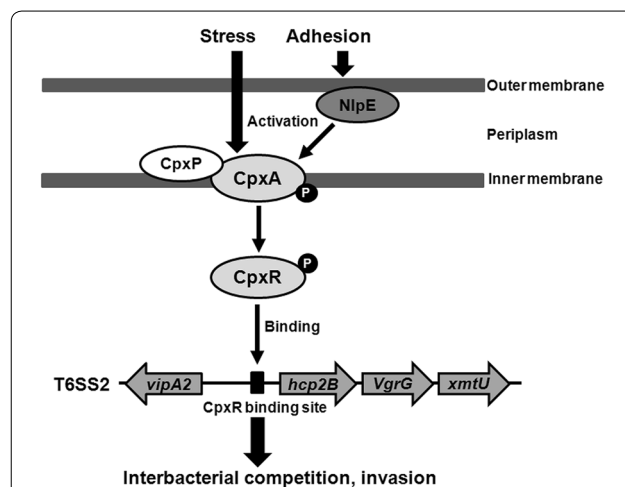 Stress Adhesion
Outer membrane
NlpE
Activation
Periplasm
CpxP
CpxA
Inner membrane
P
P
CpxR
Binding
T6SS2 vipA2 hcp2B VgrG xmtU
CpxR binding site
Interbacterial competition, invasion